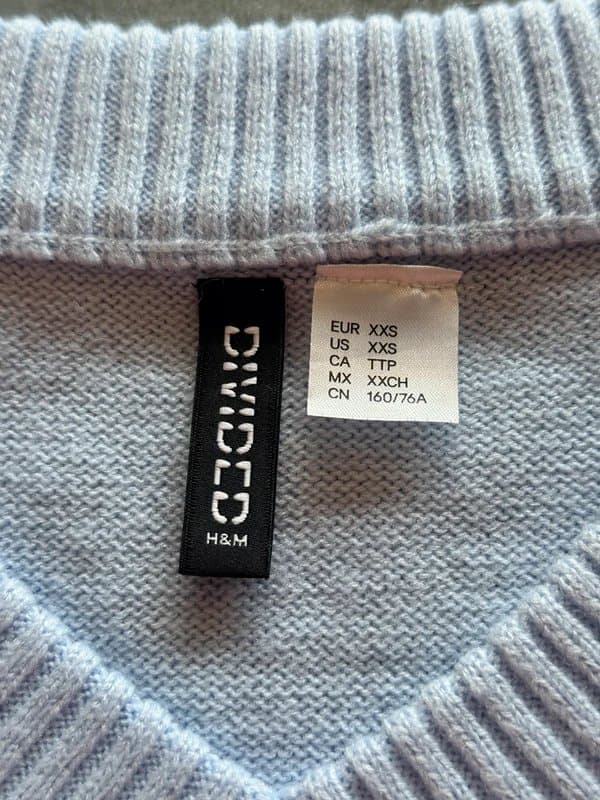 DIVIDED
H&M
EUR XXS
US XXS
CA TTP
MX XXCH
CN 160/76A